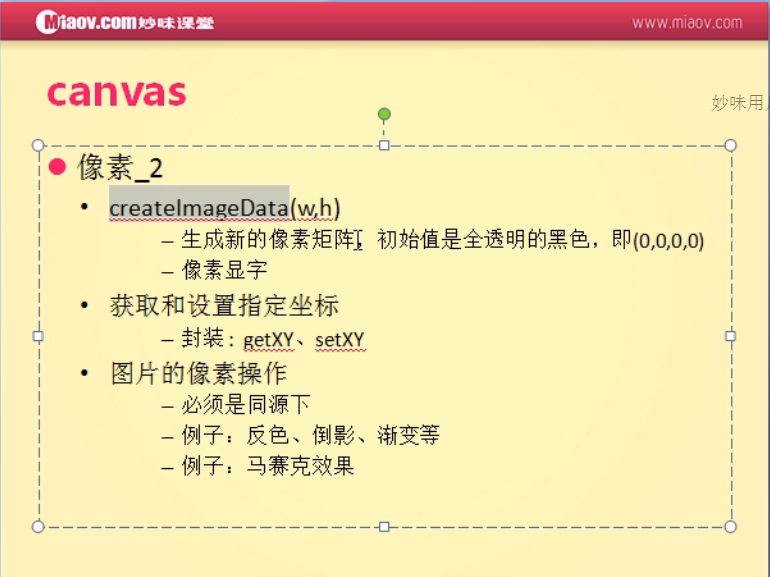 Miaov.com妙味课堂
www.miaov.com
canvas
妙味用
像素_2
createImageData(w,h)
– 生成新的像素矩阵，初始值是全透明的黑色，即(0,0,0,0)
– 像素显字
获取和设置指定坐标
– 封装：getXY、setXY
图片的像素操作
– 必须是同源下
– 例子：反色、倒影、渐变等
– 例子：马赛克效果